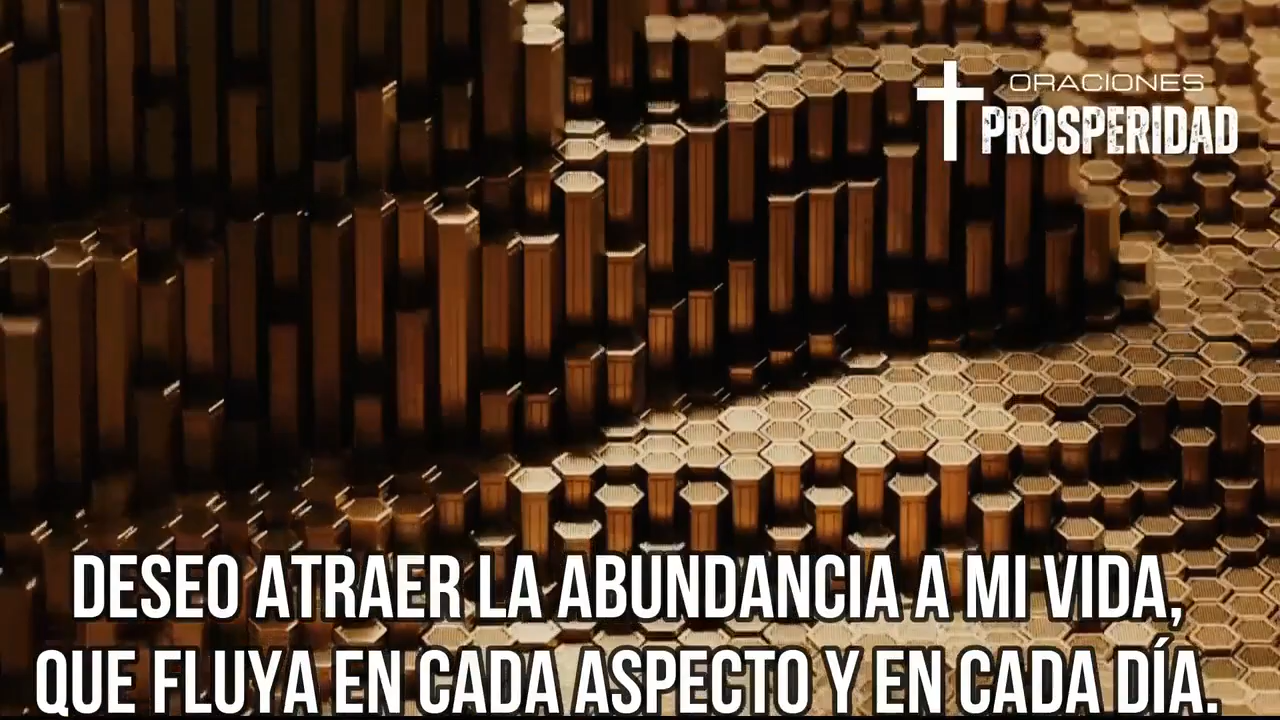 ORACIONES
PROSPERIDAD
DESEO ATRAER LA ABUNDANCIA A MI VIDA,
QUE FLUYA EN CADA ASPECTO Y EN CADA DÍA.